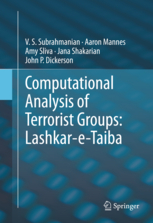 V. S. Subrahmanian · Aaron Mannes
Amy Sliva · Jana Shakarian
John P. Dickerson
Computational
Analysis of
Terrorist Groups:
Lashkar-e-Taiba
Springer